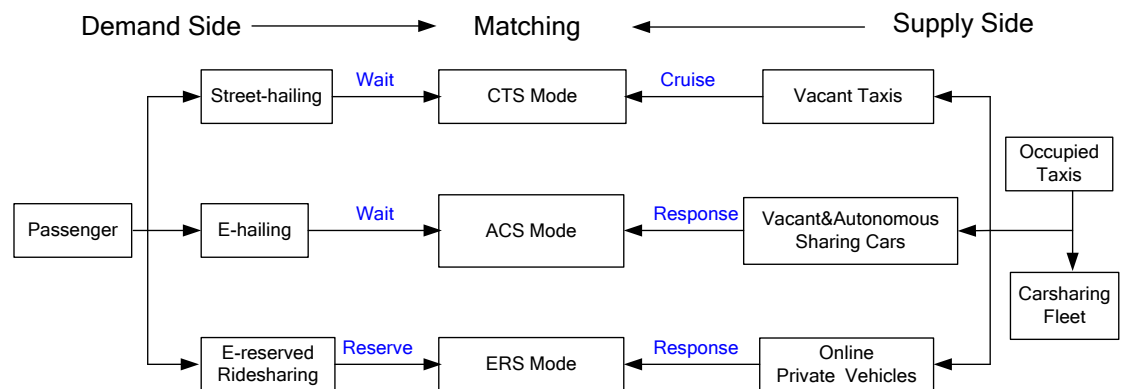 Demand Side
Matching
Supply Side
Street-hailing
Wait
CTS Mode
Cruise
Vacant Taxis
Occupied
Taxis
Passenger
E-hailing
Wait
ACS Mode
Response
Vacant&Autonomous
Sharing Cars
Carsharing
Fleet
E-reserved
Ridesharing
Reserve
ERS Mode
Response
Online
Private Vehicles